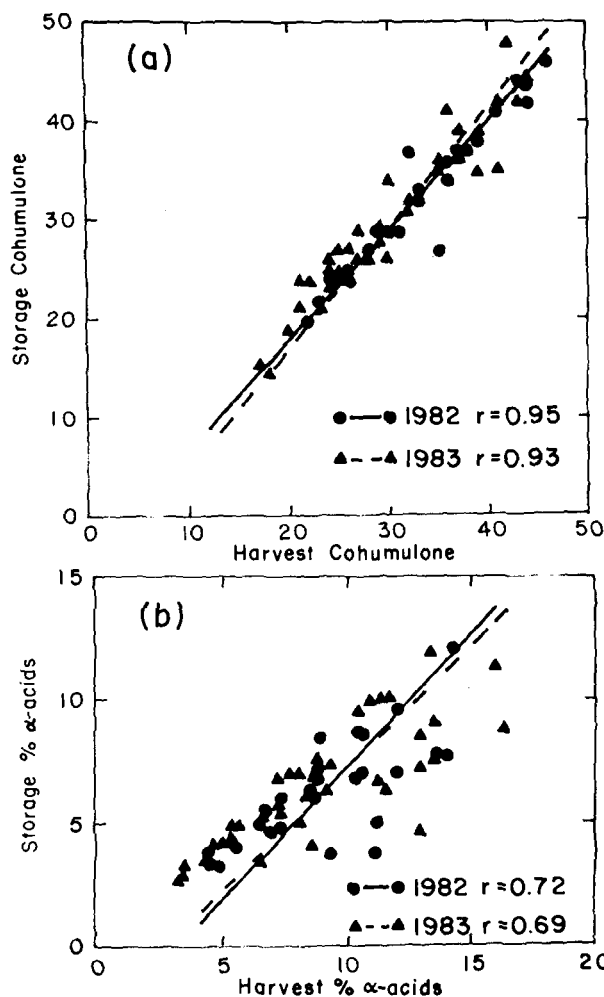 (a)
50
40
30
20
10
0
Storage Cohumulone
1982 r=0.95
1983 r=0.93
0 10 20 30 40 50
Harvest Cohumulone
(b)
15
10
5
0
Storage % α-acids
1982 r=0.72
1983 r=0.69
0 5 10 15 20
Harvest % α-acids